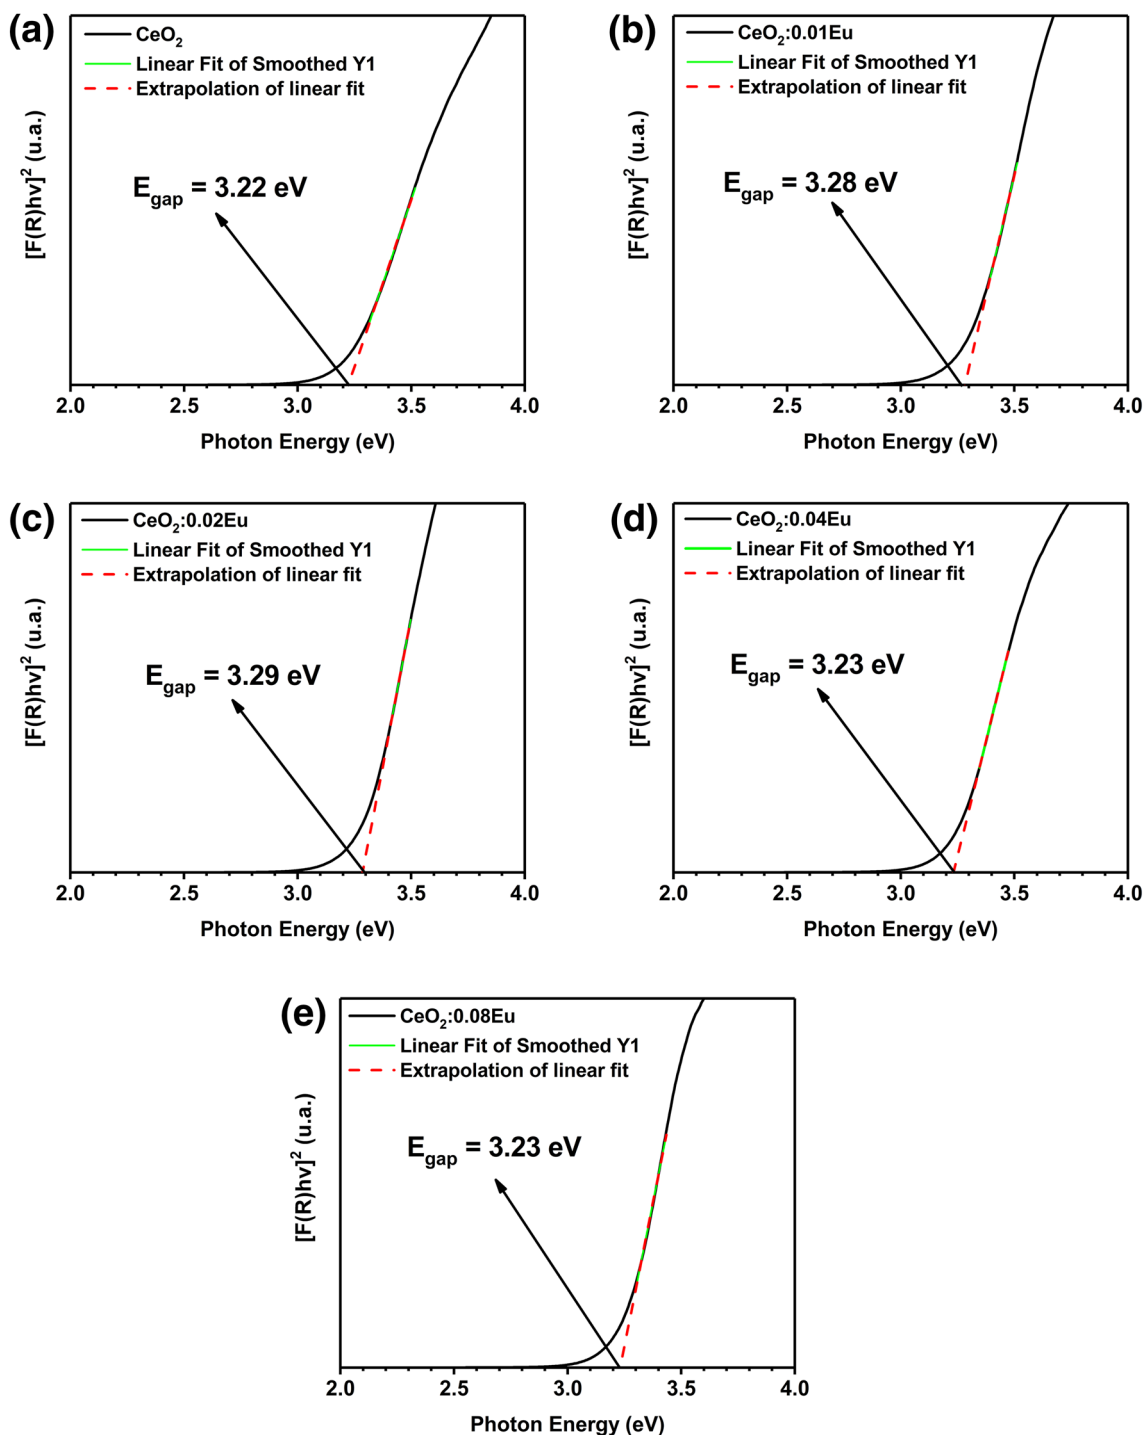 (a)
CeO₂
Linear Fit of Smoothed Y1
Extrapolation of linear fit
[F(R)hv]² (u.a.)
E_gap = 3.22 eV
2.0 2.5 3.0 3.5 4.0
Photon Energy (eV)
(b)
CeO₂:0.01Eu
Linear Fit of Smoothed Y1
Extrapolation of linear fit
[F(R)hv]² (u.a.)
E_gap = 3.28 eV
2.0 2.5 3.0 3.5 4.0
Photon Energy (eV)
(c)
CeO₂:0.02Eu
Linear Fit of Smoothed Y1
Extrapolation of linear fit
[F(R)hv]² (u.a.)
E_gap = 3.29 eV
2.0 2.5 3.0 3.5 4.0
Photon Energy (eV)
(d)
CeO₂:0.04Eu
Linear Fit of Smoothed Y1
Extrapolation of linear fit
[F(R)hv]² (u.a.)
E_gap = 3.23 eV
2.0 2.5 3.0 3.5 4.0
Photon Energy (eV)
(e)
CeO₂:0.08Eu
Linear Fit of Smoothed Y1
Extrapolation of linear fit
[F(R)hv]² (u.a.)
E_gap = 3.23 eV
2.0 2.5 3.0 3.5 4.0
Photon Energy (eV)